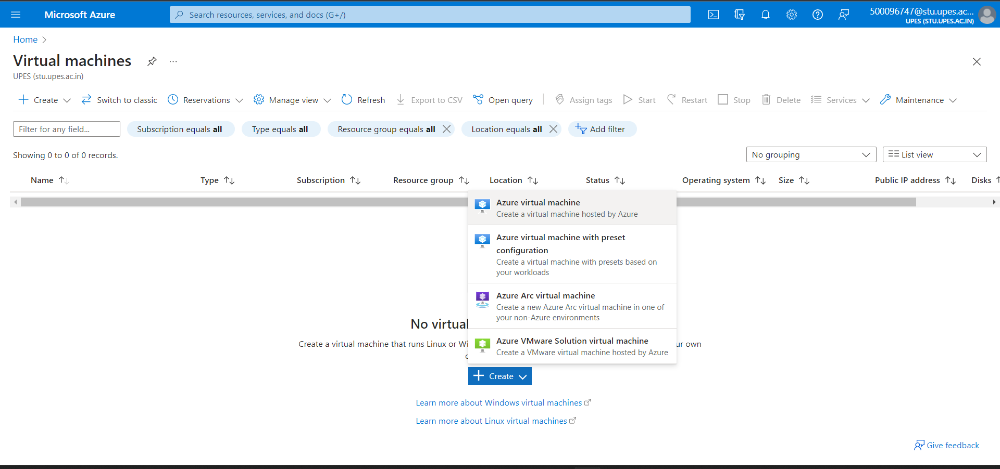 Microsoft Azure
Search resources, services, and docs (G+/)
500096747@stu.upes.ac...
UPES (STU.UPES.AC.IN)
Home
Virtual machines
UPES (stu.upes.ac.in)
Create
Switch to classic
Reservations
Manage view
Refresh
Export to CSV
Open query
Assign tags
Start
Restart
Stop
Delete
Services
Maintenance
Filter for any field...
Subscription equals all
Type equals all
Resource group equals all
Location equals all
Add filter
Showing 0 to 0 of 0 records.
No grouping
List view
Name
Type
Subscription
Resource group
Location
Status
Operating system
Size
Public IP address
Disks
Azure virtual machine
Create a virtual machine hosted by Azure
Azure virtual machine with preset
configuration
Create a virtual machine with presets based on
your workloads
Azure Arc virtual machine
Create a new Azure Arc virtual machine in one of
your non-Azure environments
Azure VMware Solution virtual machine
Create a VMware virtual machine hosted by Azure
No virtual
Create a virtual machine that runs Linux or Wi
ur own
Create
Learn more about Windows virtual machines
Learn more about Linux virtual machines
Give feedback